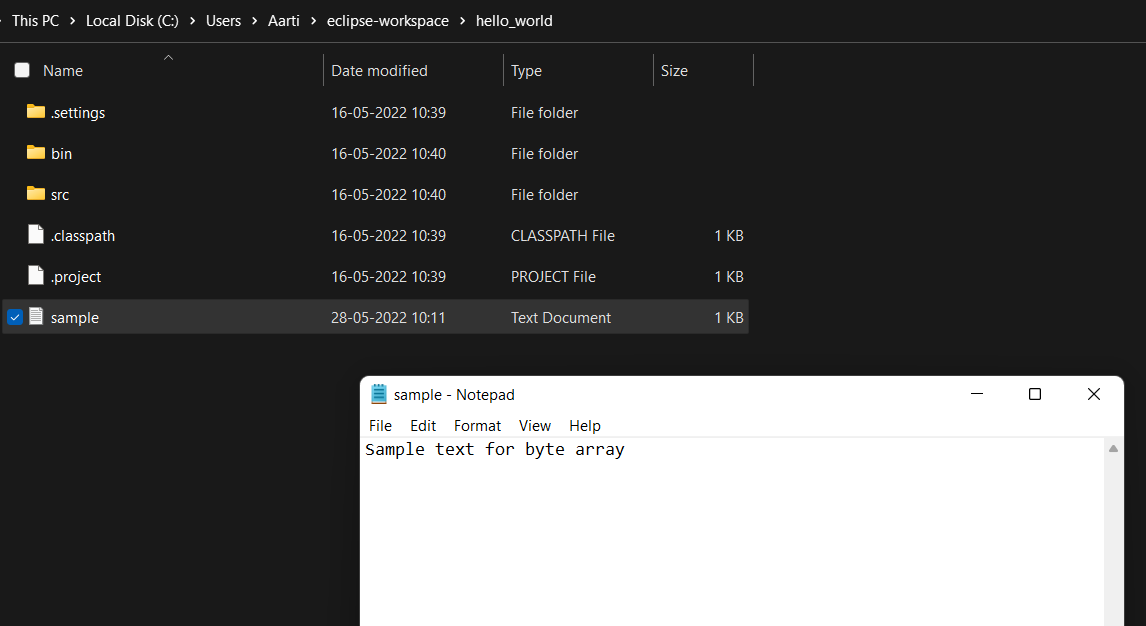 This PC > Local Disk (C:) > Users > Aarti > eclipse-workspace > hello_world
Name Date modified Type Size
.settings 16-05-2022 10:39 File folder
bin 16-05-2022 10:40 File folder
src 16-05-2022 10:40 File folder
.classpath 16-05-2022 10:39 CLASSPATH File 1 KB
.project 16-05-2022 10:39 PROJECT File 1 KB
sample 28-05-2022 10:11 Text Document 1 KB
sample - Notepad
File Edit Format View Help
Sample text for byte array